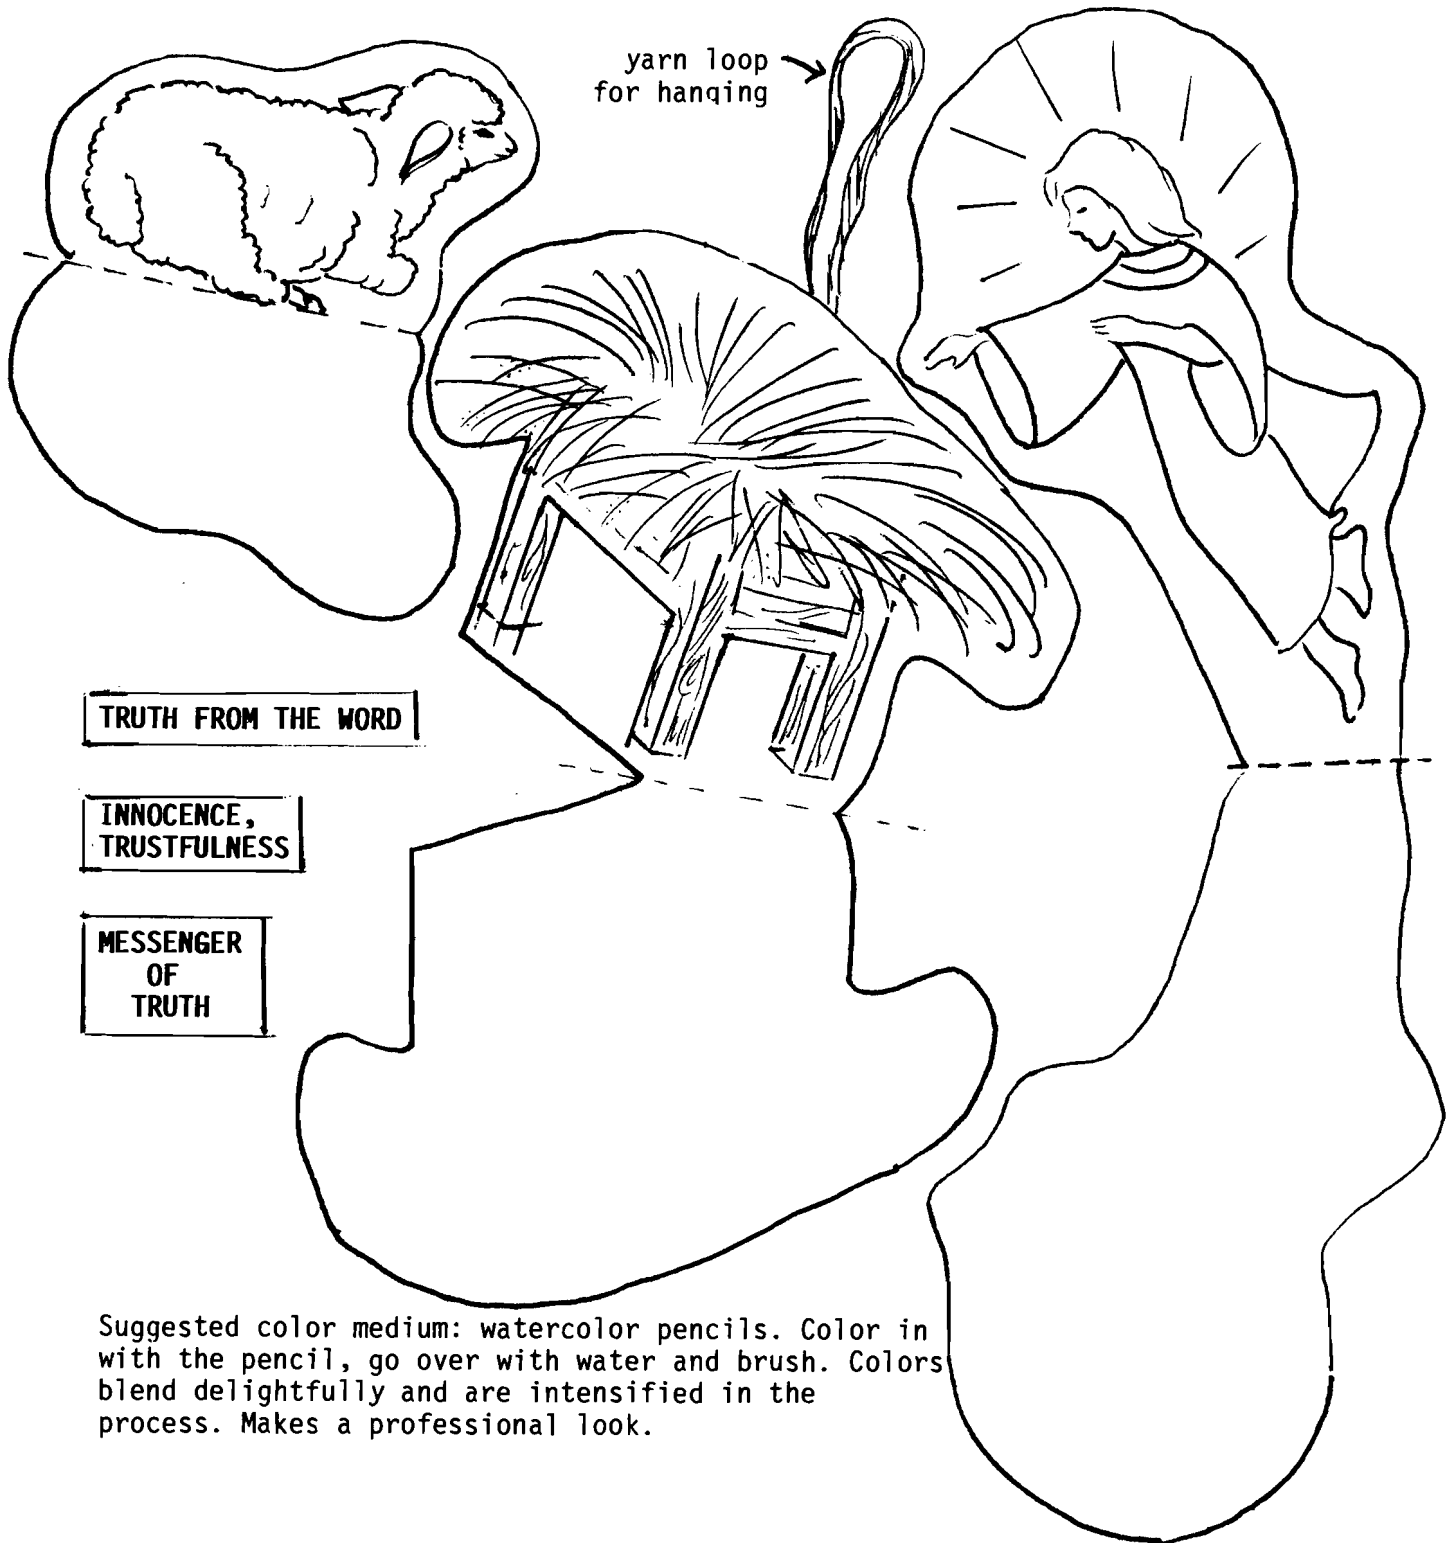 yarn loop
for hanging
TRUTH FROM THE WORD
INNOCENCE,
TRUSTFULNESS
MESSENGER
OF
TRUTH
Suggested color medium: watercolor pencils. Color in
with the pencil, go over with water and brush. Colors
blend delightfully and are intensified in the
process. Makes a professional look.